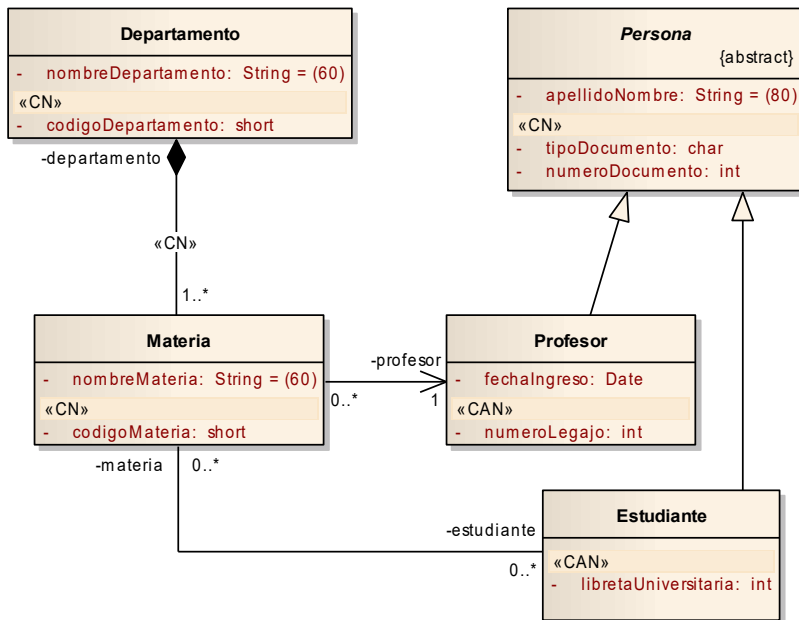 Departamento
- nombreDepartamento: String = (60)
«CN»
- codigoDepartamento: short
-departamento
«CN»
1..*
Persona
{abstract}
- apellidoNombre: String = (80)
«CN»
- tipoDocumento: char
- numeroDocumento: int
Materia
- nombreMateria: String = (60)
«CN»
- codigoMateria: short
-profesor
0..*
1
Profesor
- fechaIngreso: Date
«CAN»
- numeroLegajo: int
-materia
0..*
-estudiante
0..*
Estudiante
«CAN»
- libretaUniversitaria: int